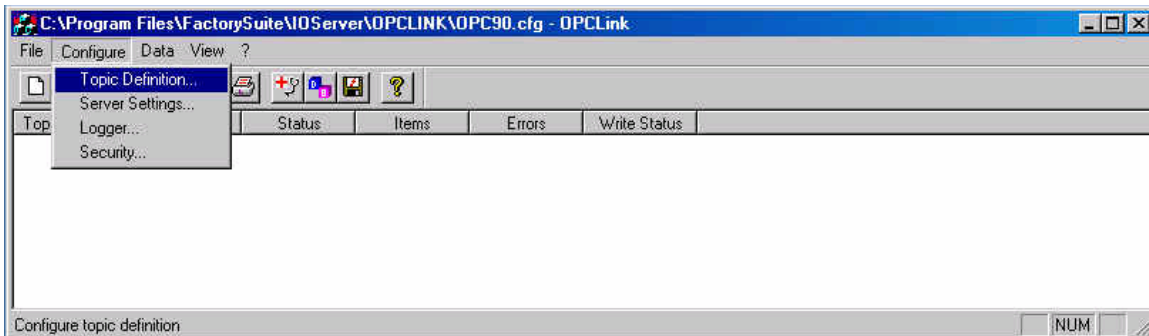 C:\Program Files\FactorySuite\IOServer\OPCLINK\OPC90.cfg - OPCLink
File Configure Data View ?
Topic Definition...
Server Settings...
Logger...
Security...
Top Status Items Errors Write Status
Configure topic definition NUM